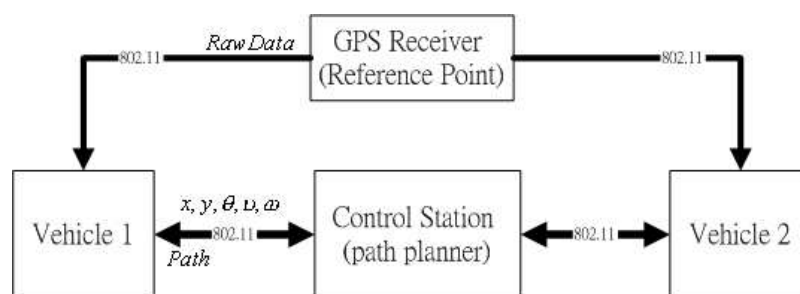 Raw Data
GPS Receiver
(Reference Point)
802.11
802.11
x, y, θ, υ, ω
Vehicle 1
802.11
Path
Control Station
(path planner)
802.11
Vehicle 2